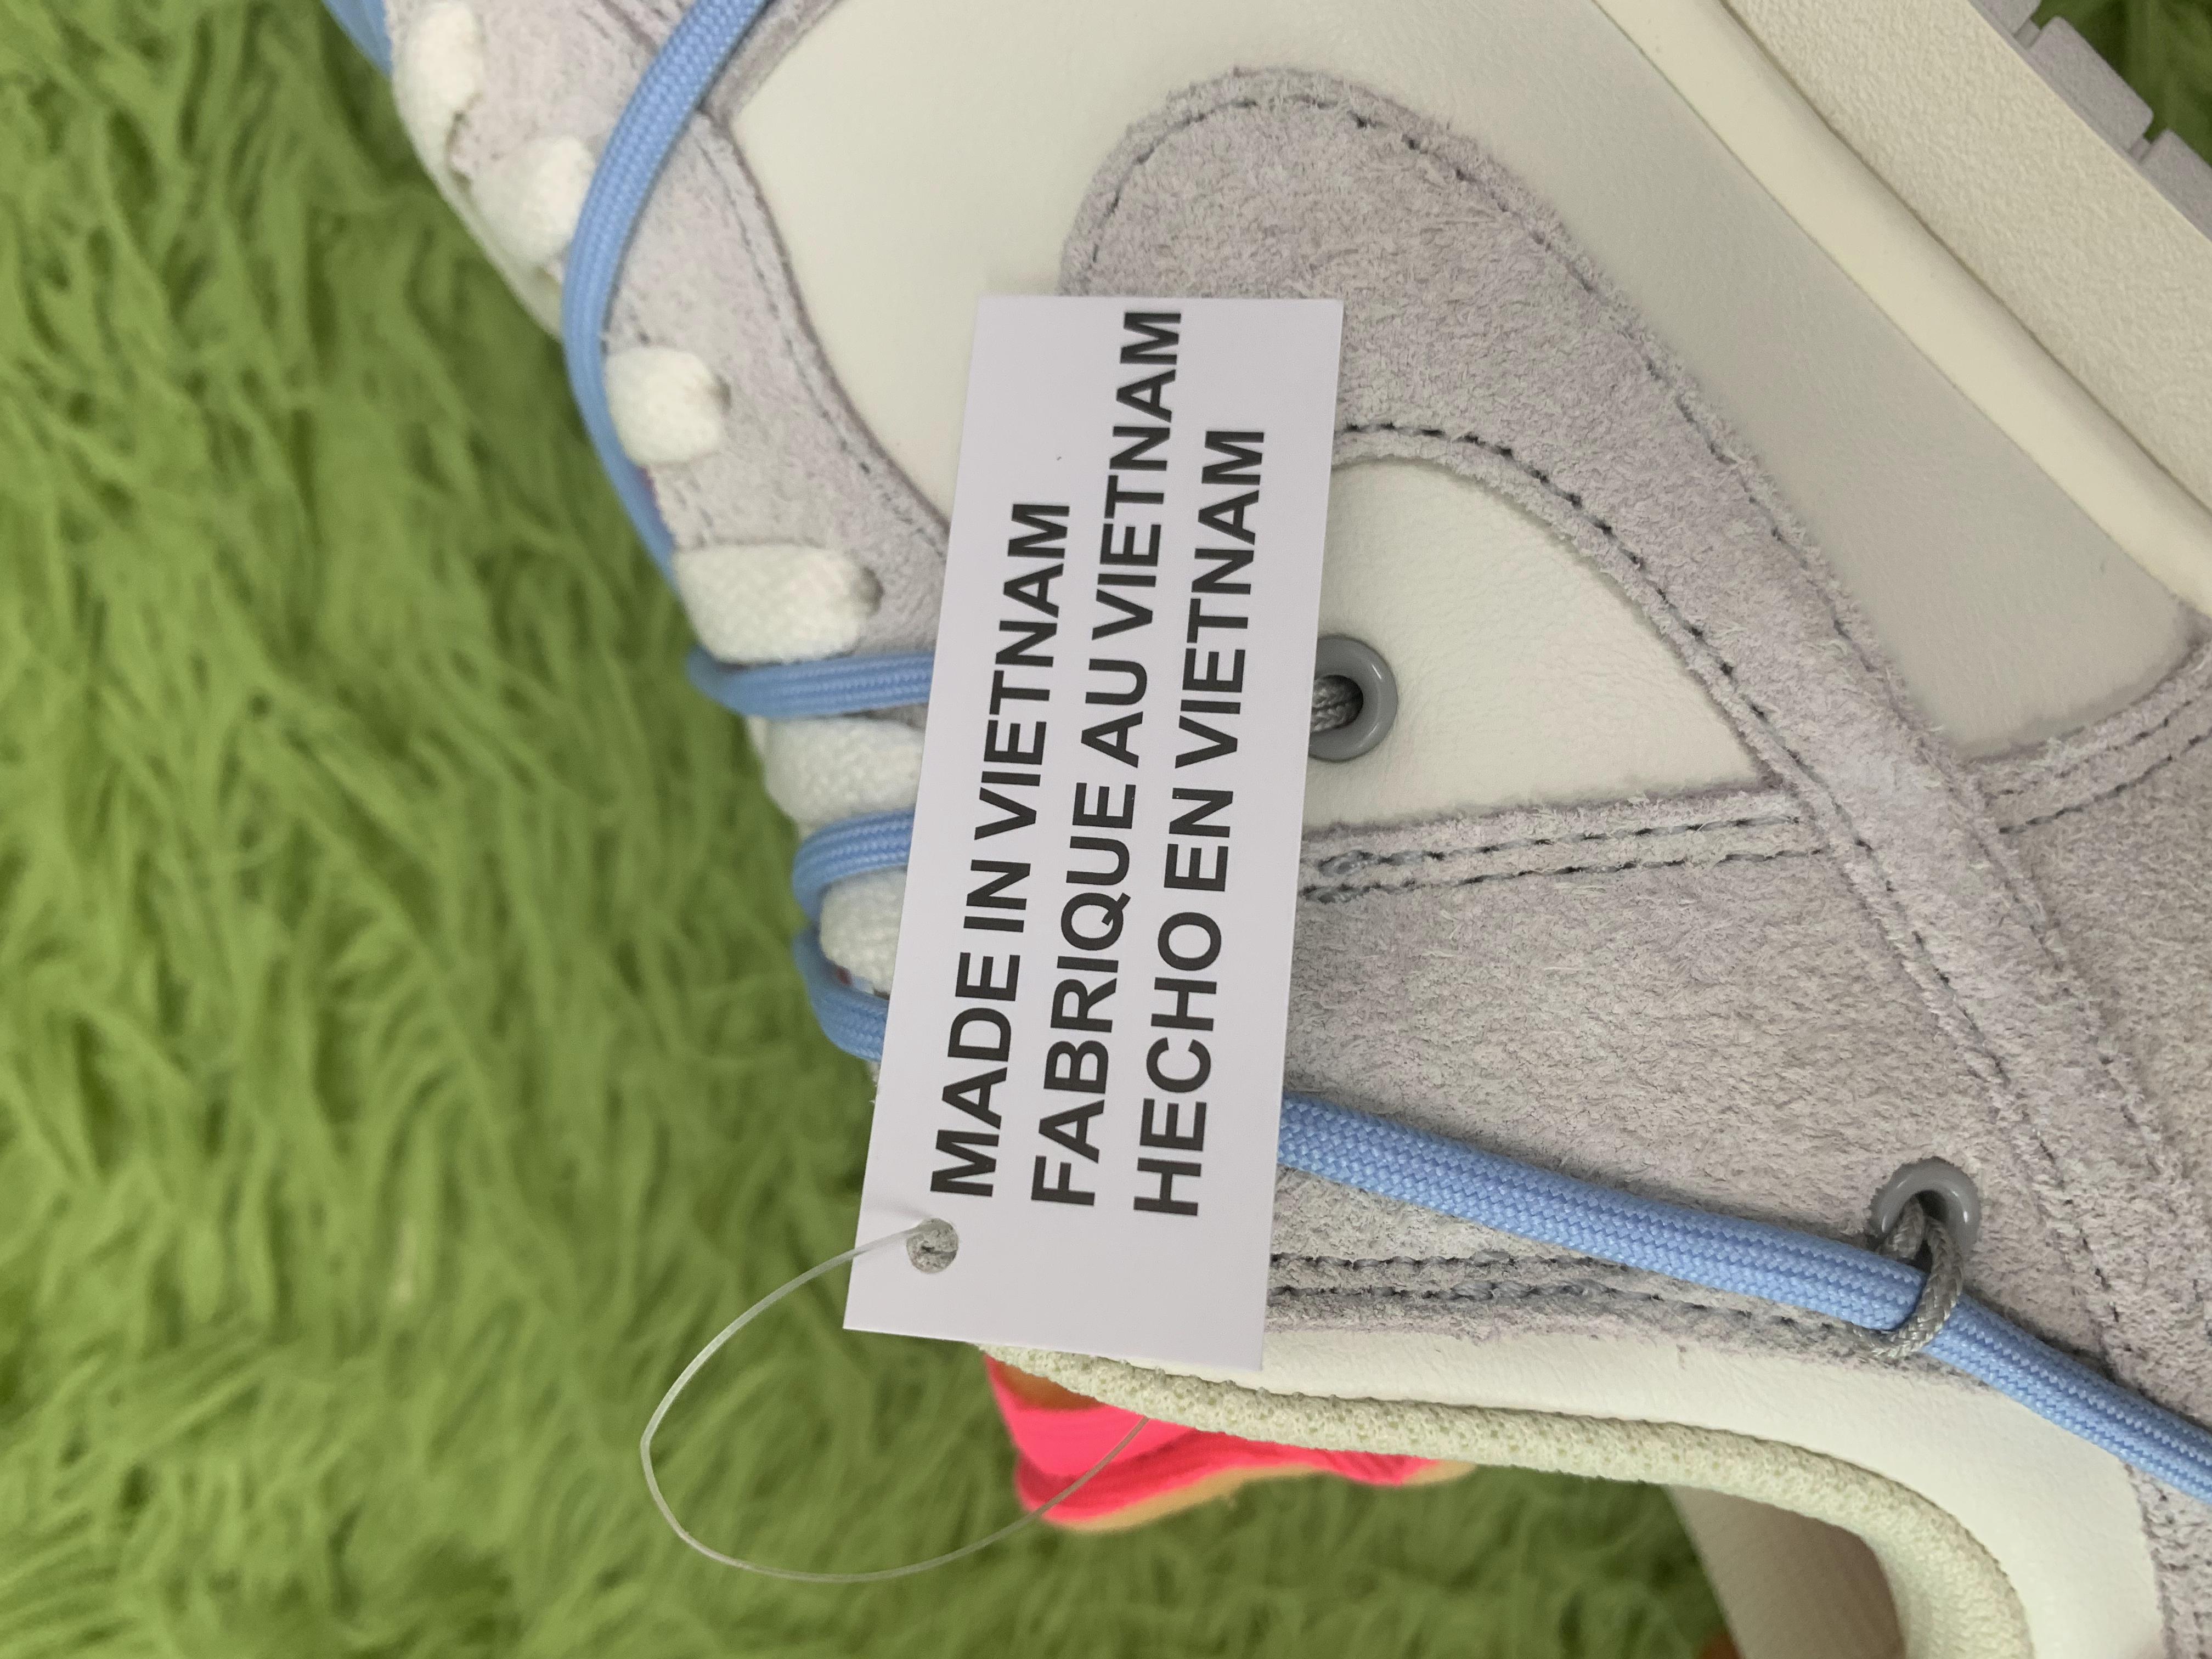 MADE IN VIETNAM
FABRIQUE AU VIETNAM
HECHO EN VIETNAM